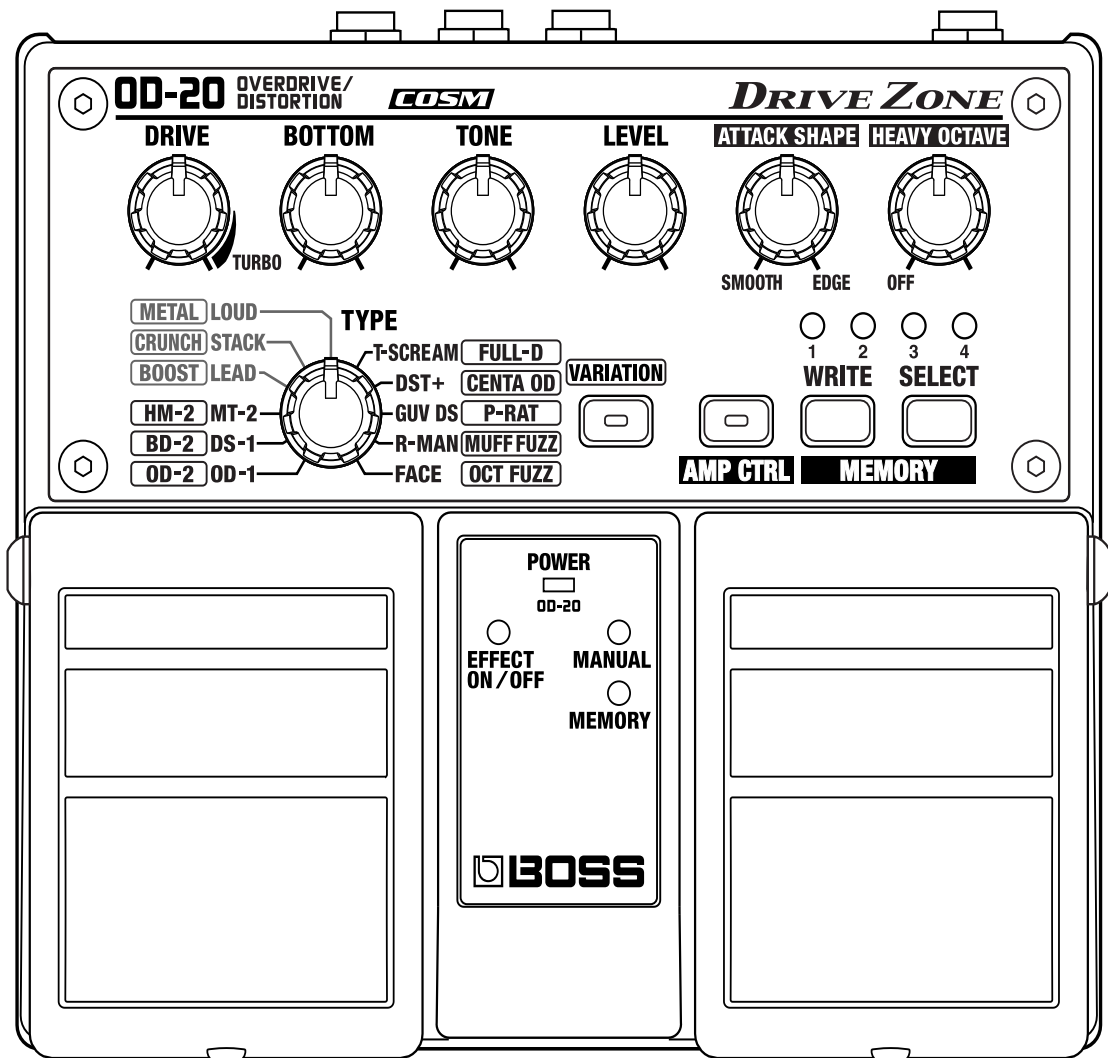 OD-20 OVERDRIVE/ DISTORTION COSM DRIVE ZONE
DRIVE BOTTOM TONE LEVEL ATTACK SHAPE HEAVY OCTAVE
TURBO
SMOOTH EDGE OFF
METAL LOUD
TYPE
CRUNCH STACK
BOOST LEAD
HM-2 MT-2
BD-2 DS-1
OD-2 OD-1
T-SCREAM FULL-D
DST+ CENTA OD
GUV DS P-RAT
R-MAN MUFF FUZZ
FACE OCT FUZZ
VARIATION
1 2 3 4
WRITE SELECT
AMP CTRL MEMORY
POWER
OD-20
EFFECT ON/OFF
MANUAL
MEMORY
BOSS